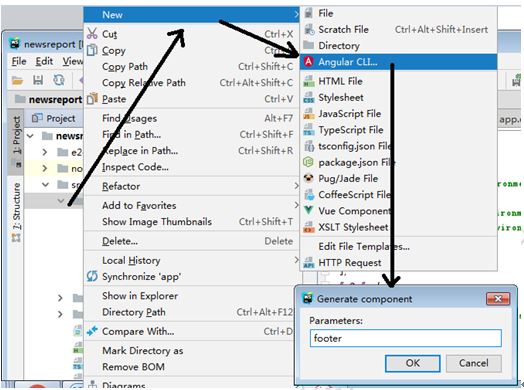 New
Cut Ctrl+X
Copy
Copy Path Ctrl+Shift+C
Copy Relative Path Ctrl+Alt+Shift+C
Paste Ctrl+V
Find Usages Alt+F7
Find in Path... Ctrl+Shift+F
Replace in Path... Ctrl+Shift+R
Inspect Code...
Refactor
Add to Favorites
Show Image Thumbnails Ctrl+Shift+T
Delete... Delete
Local History
Synchronize 'app'
Show in Explorer
Directory Path Ctrl+Alt+F12
Compare With... Ctrl+D
Mark Directory as
Remove BOM
Diagrams
File
Scratch File Ctrl+Alt+Shift+Insert
Directory
Angular CLI...
HTML File
Stylesheet
JavaScript File
TypeScript File
tsconfig.json File
package.json File
Pug/Jade File
CoffeeScript File
Vue Component
XSLT Stylesheet
Edit File Templates...
HTTP Request
newsreport
File Edit View
newsreport
Project
1: Project
7: Structure
Generate component
Parameters:
footer
OK Cancel